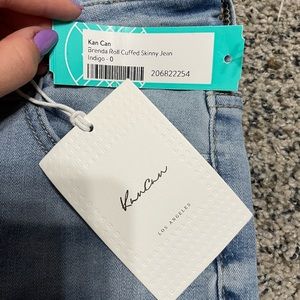 Kan Can
Brenda Roll Cuffed Skinny Jean
Indigo - 0
206822254
KanCan
LOS ANGELES